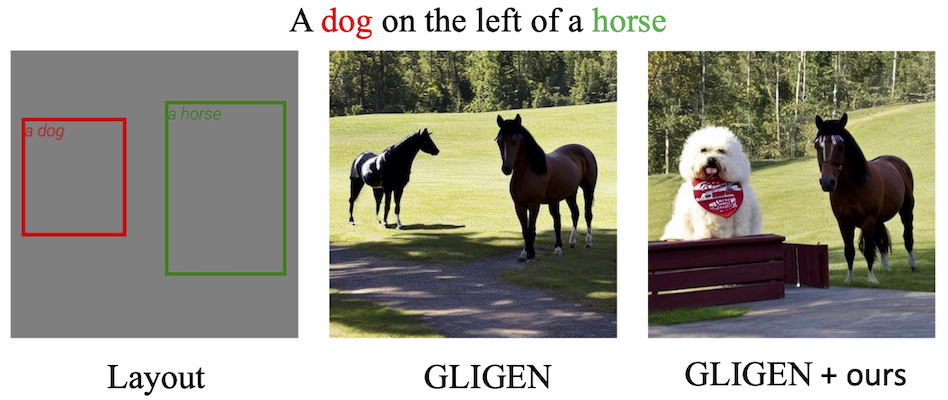 A dog on the left of a horse
a dog
a horse
Layout
GLIGEN
GLIGEN + ours